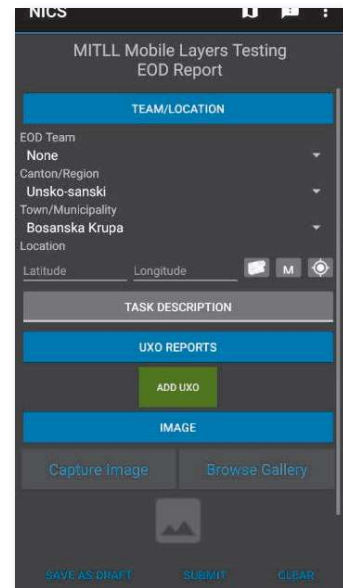 NICS
MITLL Mobile Layers Testing
EOD Report
TEAM/LOCATION
EOD Team
None
Canton/Region
Unsko-sanski
Town/Municipality
Bosanska Krupa
Location
Latitude Longitude M
TASK DESCRIPTION
UXO REPORTS
ADD UXO
IMAGE
Capture Image Browse Gallery
SAVE AS DRAFT SUBMIT CLEAR